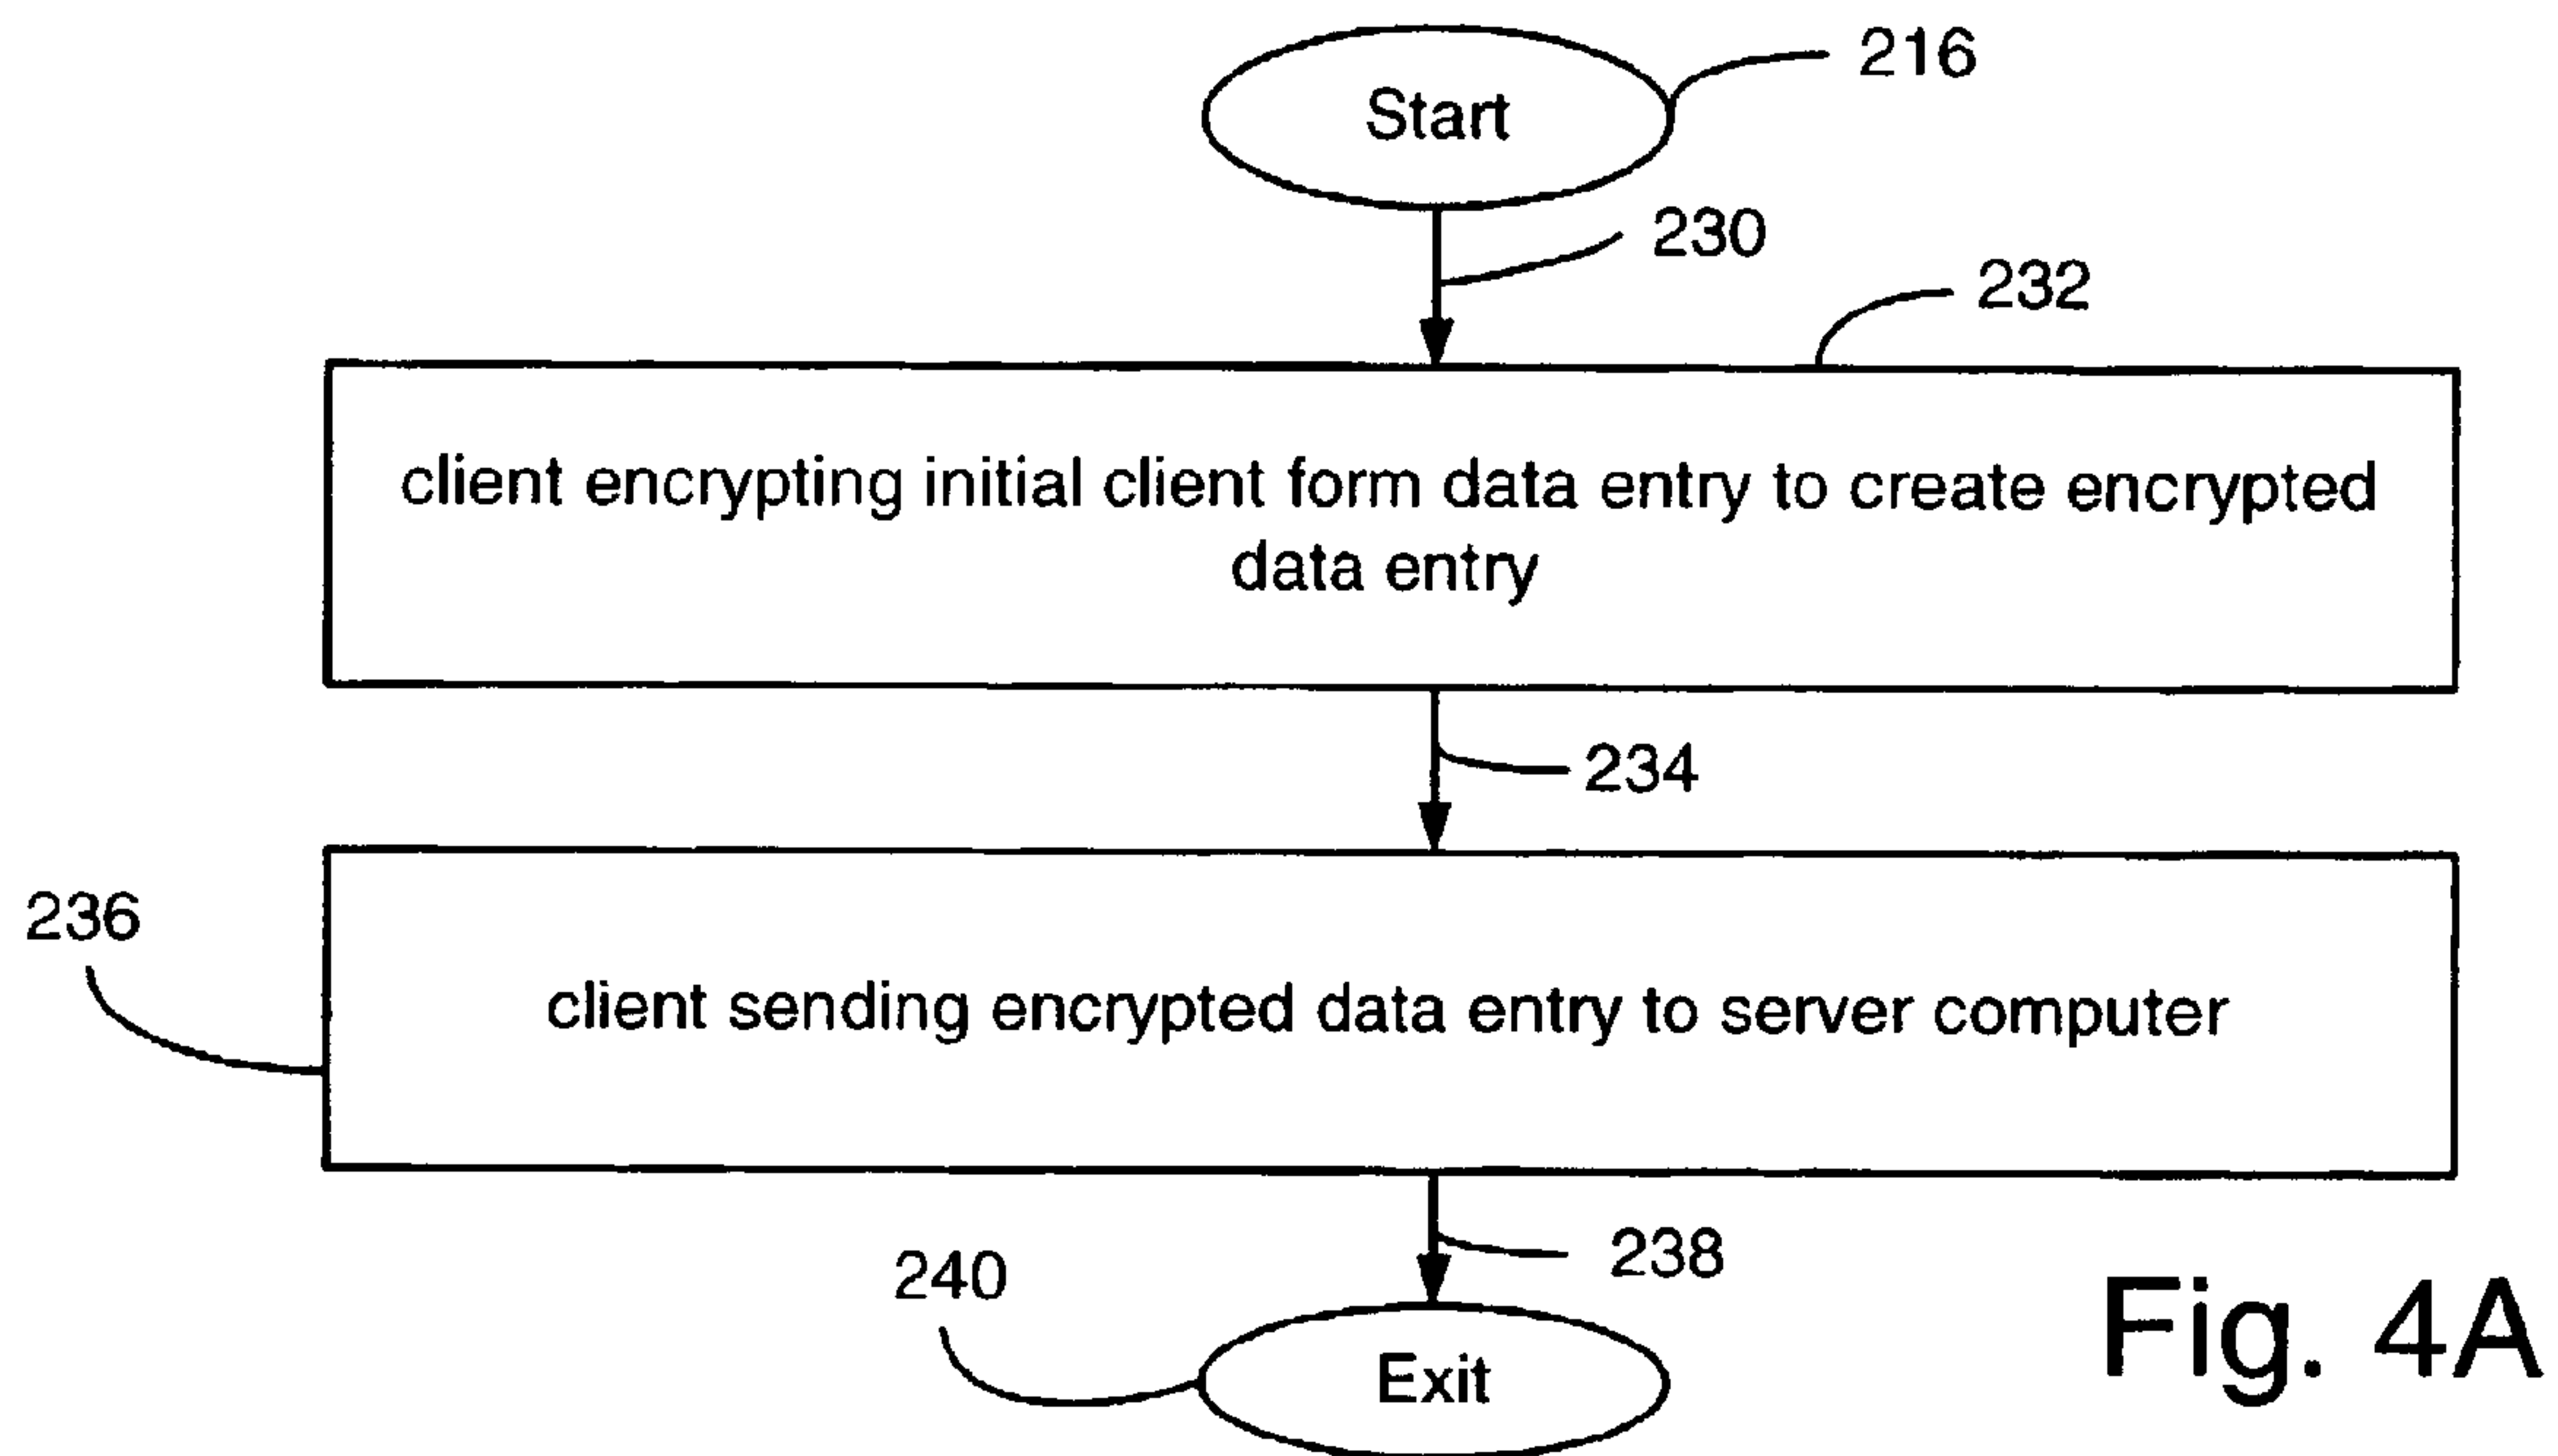 Start
216
230
232
client encrypting initial client form data entry to create encrypted
data entry
234
236
client sending encrypted data entry to server computer
238
240
Exit
Fig. 4A